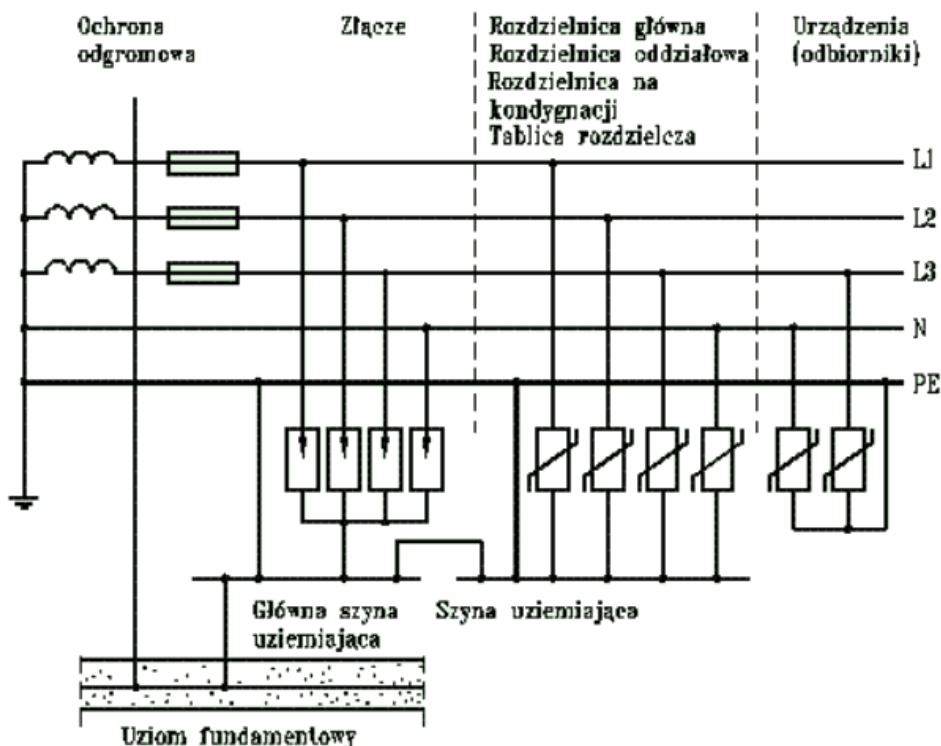 Ochrona
odgromowa
Złącze
Rozdzielnica główna
Rozdzielnica oddziałowa
Rozdzielnica na
kondygnacji
Tablica rozdzielcza
Urządzenia
(odbiorniki)
L1
L2
L3
N
PE
Główna szyna
uziemiająca
Szyna uziemiająca
Uziom fundamentowy